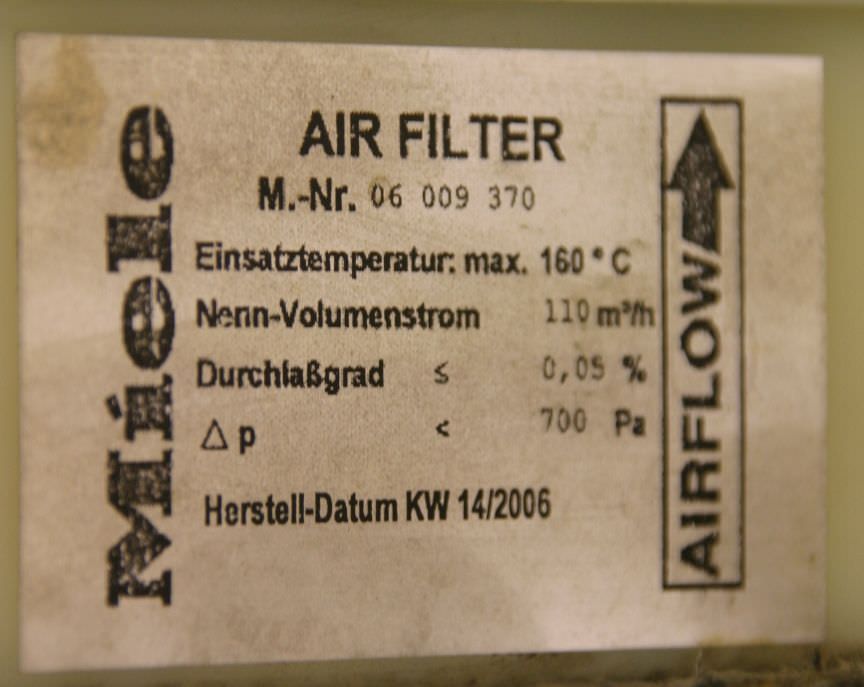 Miele
AIR FILTER
M.-Nr. 06 009 370
Einsatztemperatur: max. 160 °C
Nenn-Volumenstrom 110 m³/h
Durchlaßgrad ≤ 0,05 %
Δ p < 700 Pa
Herstell-Datum KW 14/2006
AIRFLOW